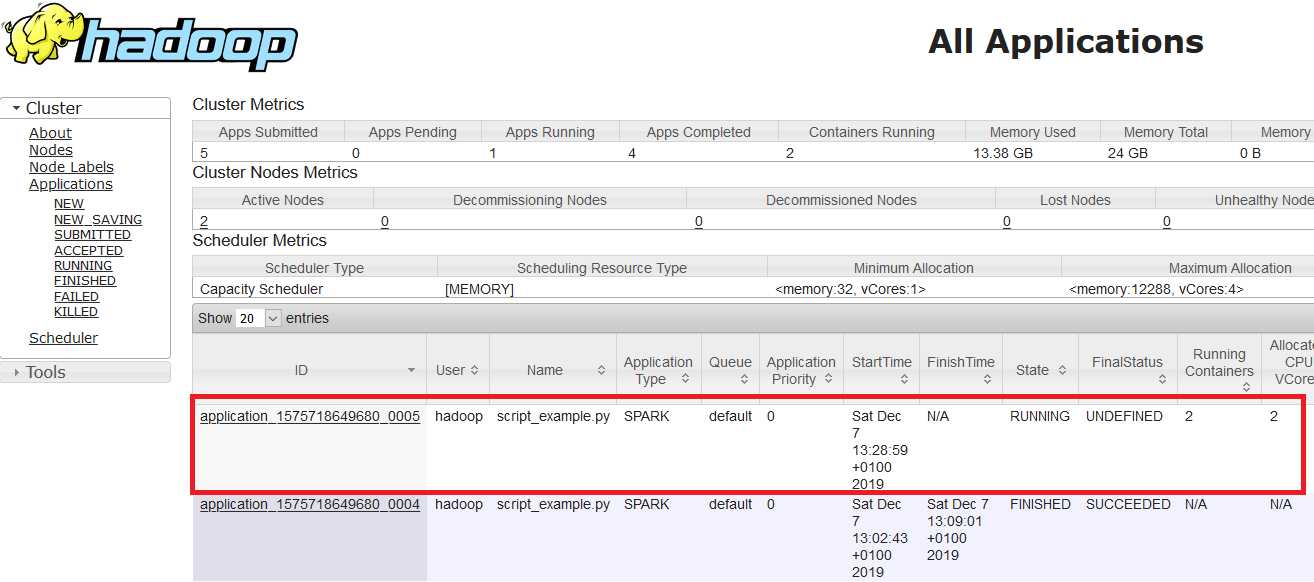 hadoop
All Applications
Cluster
About
Nodes
Node Labels
Applications
NEW
NEW_SAVING
SUBMITTED
ACCEPTED
RUNNING
FINISHED
FAILED
KILLED
Scheduler
Tools
Cluster Metrics
Apps Submitted Apps Pending Apps Running Apps Completed Containers Running Memory Used Memory Total Memory
5 0 1 4 2 13.38 GB 24 GB 0 B
Cluster Nodes Metrics
Active Nodes Decommissioning Nodes Decommissioned Nodes Lost Nodes Unhealthy Node
2 0 0 0 0
Scheduler Metrics
Scheduler Type Scheduling Resource Type Minimum Allocation Maximum Allocation
Capacity Scheduler [MEMORY] <memory:32, vCores:1> <memory:12288, vCores:4>
Show 20 entries
ID User Name Application Type Queue Application Priority StartTime FinishTime State FinalStatus Running Containers Allocate CPU VCore
application_1575718649680_0005 hadoop script_example.py SPARK default 0 Sat Dec N/A RUNNING UNDEFINED 2 2
7
13:28:59
+0100
2019
application_1575718649680_0004 hadoop script_example.py SPARK default 0 Sat Dec Sat Dec 7 FINISHED SUCCEEDED N/A N/A
7 13:09:01
13:02:43 +0100
+0100 2019
2019